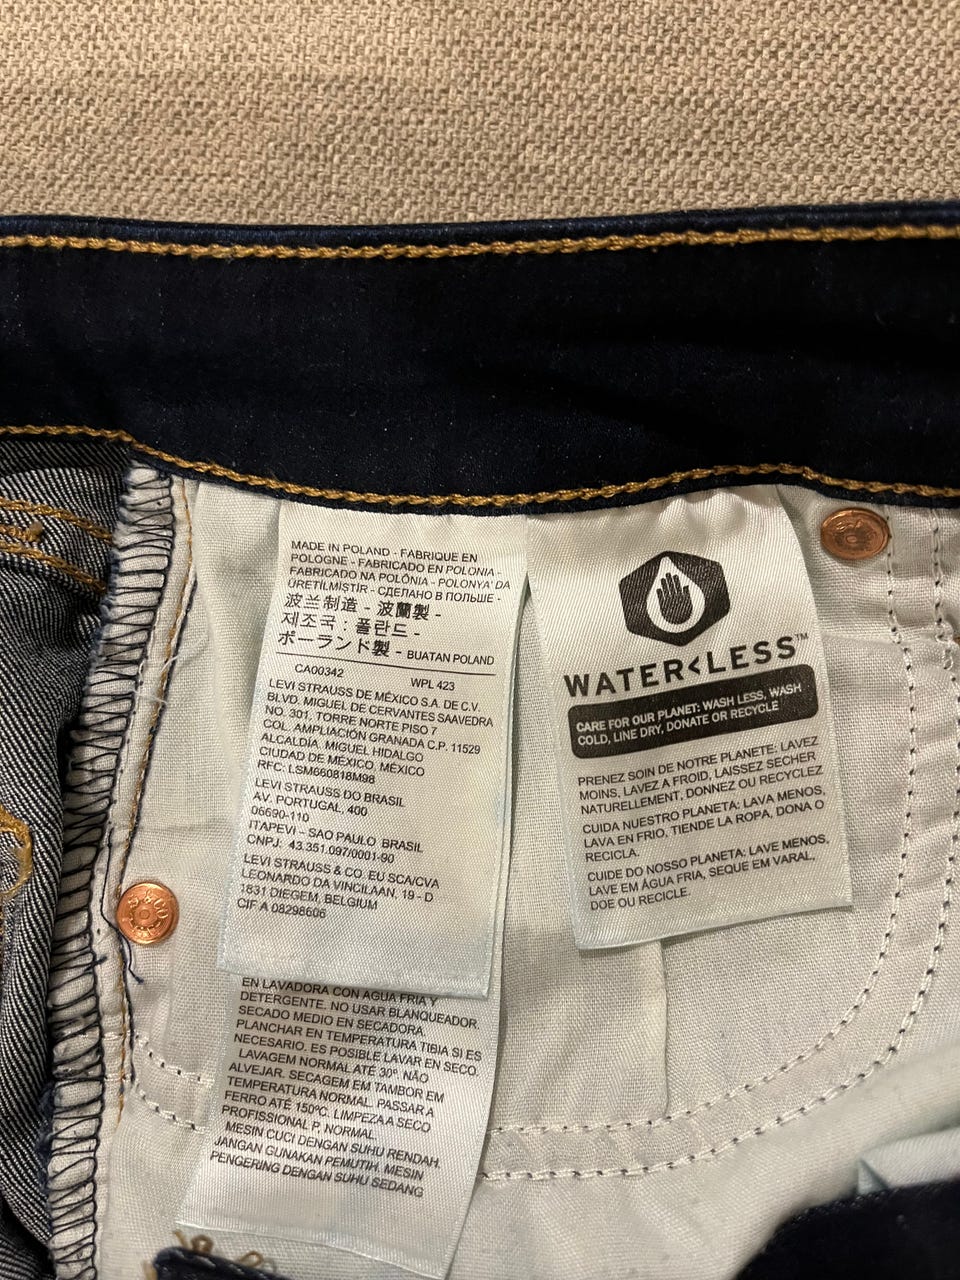 MADE IN POLAND - FABRIQUE EN
POLOGNE - FABRICADO EN POLONIA -
FABRICADO NA POLÔNIA - POLONYA' DA
ÜRETİLMİŞTİR - СДЕЛАНО В ПОЛЬШЕ -
波兰制造 - 波蘭製 -
제조국 : 폴란드 -
ポーランド製 - BUATAN POLAND
CA00342 WPL 423
LEVI STRAUSS DE MÉXICO S.A. DE C.V.
BLVD. MIGUEL DE CERVANTES SAAVEDRA
NO. 301, TORRE NORTE PISO 7
COL. AMPLIACIÓN GRANADA C.P. 11529
ALCALDÍA. MIGUEL HIDALGO
CIUDAD DE MÉXICO, MÉXICO
RFC: LSM660818M98
LEVI STRAUSS DO BRASIL
AV. PORTUGAL, 400
06690-110
ITAPEVI - SAO PAULO BRASIL
CNPJ: 43.351.097/0001-90
LEVI STRAUSS & CO. EU SCA/CVA
LEONARDO DA VINCILAAN, 19 - D
1831 DIEGEM, BELGIUM
CIF A 08298606
EN LAVADORA CON AGUA FRIA Y
DETERGENTE. NO USAR BLANQUEADOR.
SECADO MEDIO EN SECADORA.
PLANCHAR EN TEMPERATURA TIBIA SI ES
NECESARIO. ES POSIBLE LAVAR EN SECO.
LAVAGEM NORMAL ATÉ 30º. NÃO
ALVEJAR. SECAGEM EM TAMBOR EM
TEMPERATURA NORMAL. PASSAR A
FERRO ATÉ 150ºC. LIMPEZA A SECO
PROFISSIONAL P. NORMAL.
MESIN CUCI DENGAN SUHU RENDAH.
JANGAN GUNAKAN PEMUTIH. MESIN
PENGERING DENGAN SUHU SEDANG
WATER<LESS™
CARE FOR OUR PLANET: WASH LESS, WASH
COLD, LINE DRY, DONATE OR RECYCLE
PRENEZ SOIN DE NOTRE PLANETE: LAVEZ
MOINS, LAVEZ A FROID, LAISSEZ SECHER
NATURELLEMENT, DONNEZ OU RECYCLEZ
CUIDA NUESTRO PLANETA: LAVA MENOS,
LAVA EN FRIO, TIENDE LA ROPA, DONA O
RECICLA.
CUIDE DO NOSSO PLANETA: LAVE MENOS,
LAVE EM ÁGUA FRIA, SEQUE EM VARAL,
DOE OU RECICLE.